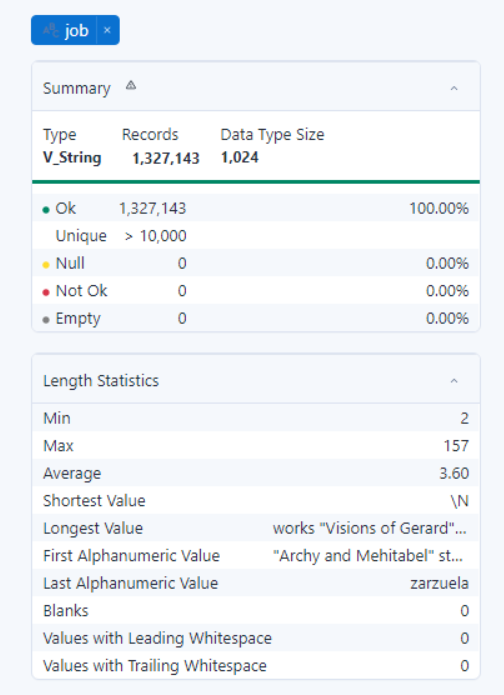 job ×
Summary
Type Records Data Type Size
V_String 1,327,143 1,024
Ok 1,327,143 100.00%
Unique > 10,000
Null 0 0.00%
Not Ok 0 0.00%
Empty 0 0.00%
Length Statistics
Min 2
Max 157
Average 3.60
Shortest Value \N
Longest Value works "Visions of Gerard"...
First Alphanumeric Value "Archy and Mehitabel" st...
Last Alphanumeric Value zarzuela
Blanks 0
Values with Leading Whitespace 0
Values with Trailing Whitespace 0